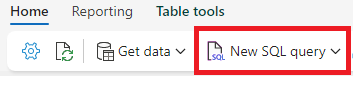 Home Reporting Table tools
Get data SQL New SQL query